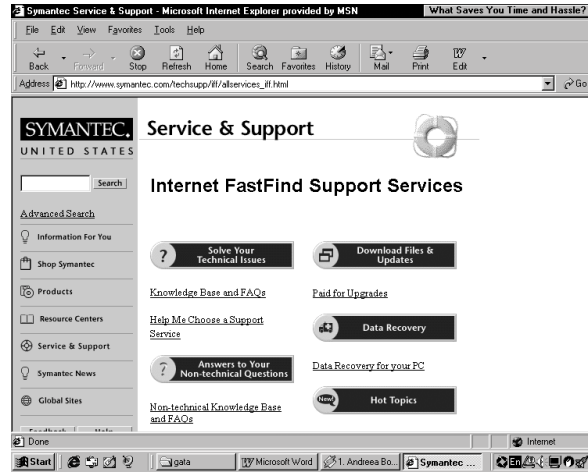 Symantec Service & Support - Microsoft Internet Explorer provided by MSN
What Saves You Time and Hassle?
File Edit View Favorites Tools Help
Back Forward Stop Refresh Home Search Favorites History Mail Print Edit
Address http://www.symantec.com/techsupp/iff/allservices_iff.html Go
SYMANTEC.
UNITED STATES
Service & Support
Search
Internet FastFind Support Services
Advanced Search
Information For You
Shop Symantec
Products
Resource Centers
Service & Support
Symantec News
Global Sites
Feedback Help
Solve Your
Technical Issues
Knowledge Base and FAQs
Help Me Choose a Support
Service
Answers to Your
Non-technical Questions
Non-technical Knowledge Base
and FAQs
Download Files &
Updates
Paid for Upgrades
Data Recovery
Data Recovery for your PC
New!
Hot Topics
Done Internet
Start gata Microsoft Word 1. Andreea Bo... Symantec ... En